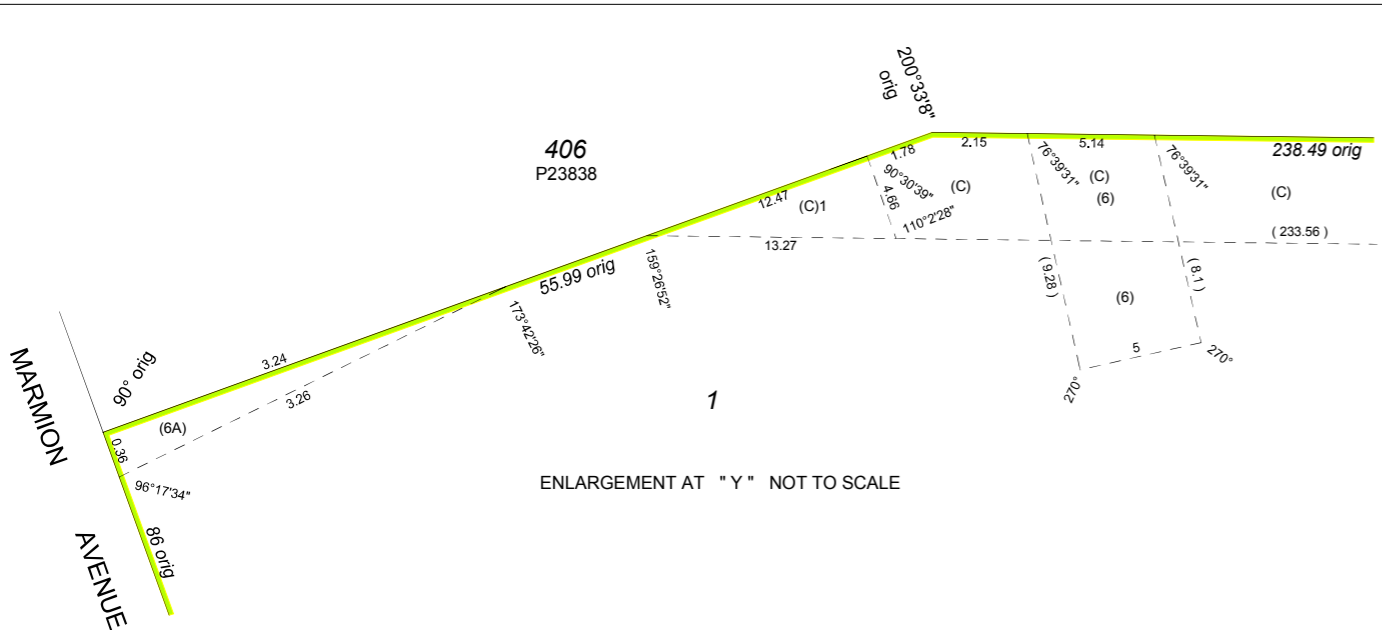 200°33'8"
orig
406
P23838
1.78
2.15
5.14
238.49 orig
76°39'31"
76°39'31"
90°30'39"
4.66
(C)
(C)
(6)
(C)
12.47
(C)1
110°2'28"
13.27
( 233.56 )
159°26'52"
55.99 orig
( 9.28 )
( 8.1 )
(6)
173°42'26"
5
270°
270°
MARMION
AVENUE
90° orig
3.24
3.26
1
(6A)
0.36
96°17'34"
86 orig
ENLARGEMENT AT " Y " NOT TO SCALE